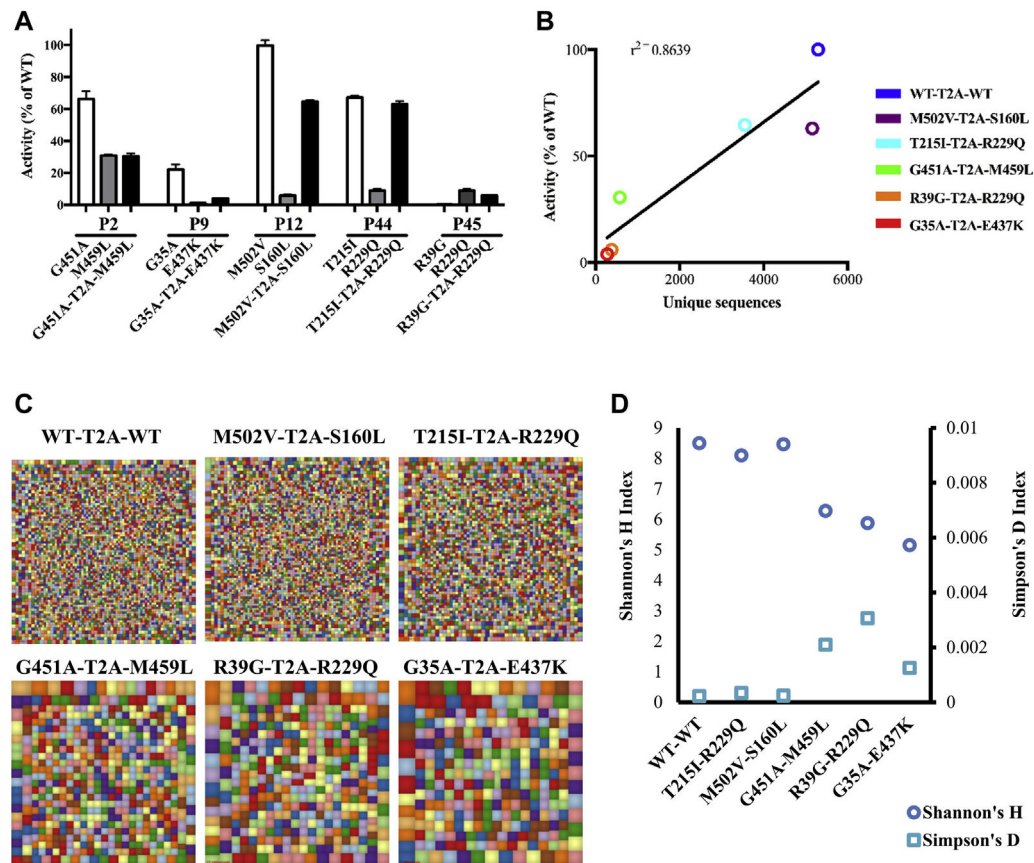 A
Activity (% of WT)
100
80
60
40
20
0
P2
P9
P12
P44
P45
G451A
M459L
G451A-T2A-M459L
G35A
E437K
G35A-T2A-E437K
M502V
S160L
M502V-T2A-S160L
T215I
R229Q
T215I-T2A-R229Q
R39G
R229Q
R39G-T2A-R229Q
B
Activity (% of WT)
r2- 0.8639
100
50
0
0
2000
4000
6000
Unique sequences
WT-T2A-WT
M502V-T2A-S160L
T215I-T2A-R229Q
G451A-T2A-M459L
R39G-T2A-R229Q
G35A-T2A-E437K
C
WT-T2A-WT
M502V-T2A-S160L
T215I-T2A-R229Q
G451A-T2A-M459L
R39G-T2A-R229Q
G35A-T2A-E437K
D
Shannon's H Index
9
8
7
6
5
4
3
2
1
0
0.01
0.008
0.006
0.004
0.002
0
Simpson's D Index
WT-WT
T215I-R229Q
M502V-S160L
G451A-M459L
R39G-R229Q
G35A-E437K
Shannon's H
Simpson's D